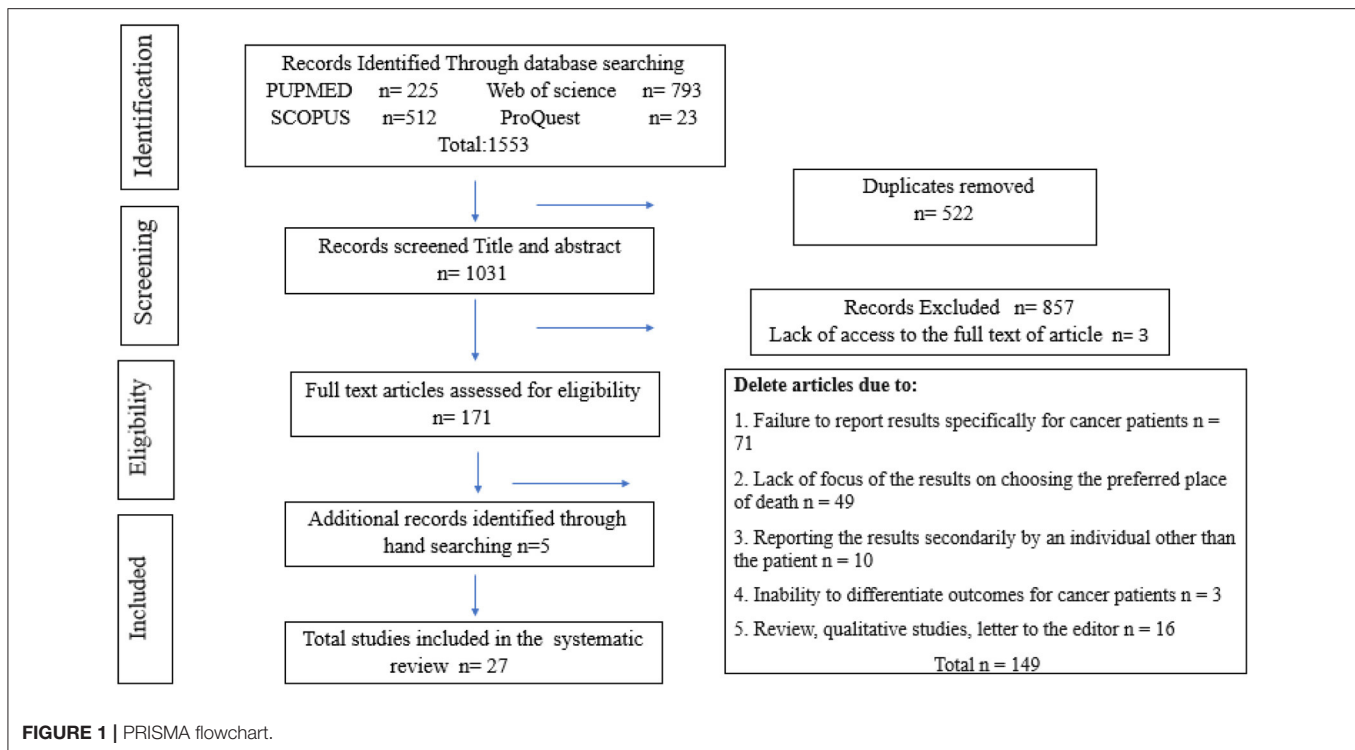 Identification
Records Identified Through database searching
PUPMED n= 225 Web of science n= 793
SCOPUS n=512 ProQuest n= 23
Total:1553
Duplicates removed
n= 522
Screening
Records screened Title and abstract
n= 1031
Records Excluded n= 857
Lack of access to the full text of article n= 3
Eligibility
Full text articles assessed for eligibility
n= 171
Delete articles due to:
1. Failure to report results specifically for cancer patients n =
71
2. Lack of focus of the results on choosing the preferred place
of death n = 49
3. Reporting the results secondarily by an individual other than
the patient n = 10
4. Inability to differentiate outcomes for cancer patients n = 3
5. Review, qualitative studies, letter to the editor n = 16
Total n = 149
Additional records identified through
hand searching n=5
Included
Total studies included in the systematic
review n= 27
FIGURE 1 | PRISMA flowchart.